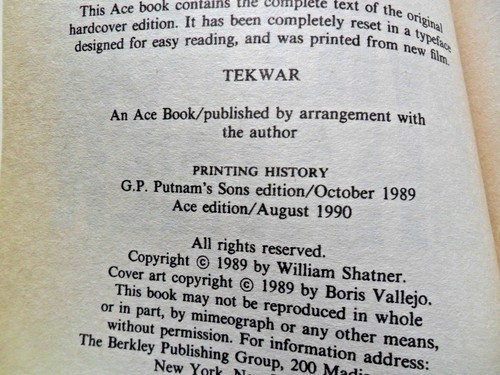 This Ace book contains the complete text of the original
hardcover edition. It has been completely reset in a typeface
designed for easy reading, and was printed from new film.
TEKWAR
An Ace Book/published by arrangement with
the author
PRINTING HISTORY
G.P. Putnam's Sons edition/October 1989
Ace edition/August 1990
All rights reserved.
Copyright © 1989 by William Shatner.
Cover art copyright © 1989 by Boris Vallejo.
This book may not be reproduced in whole
or in part, by mimeograph or any other means,
without permission. For information address:
The Berkley Publishing Group, 200
New York,